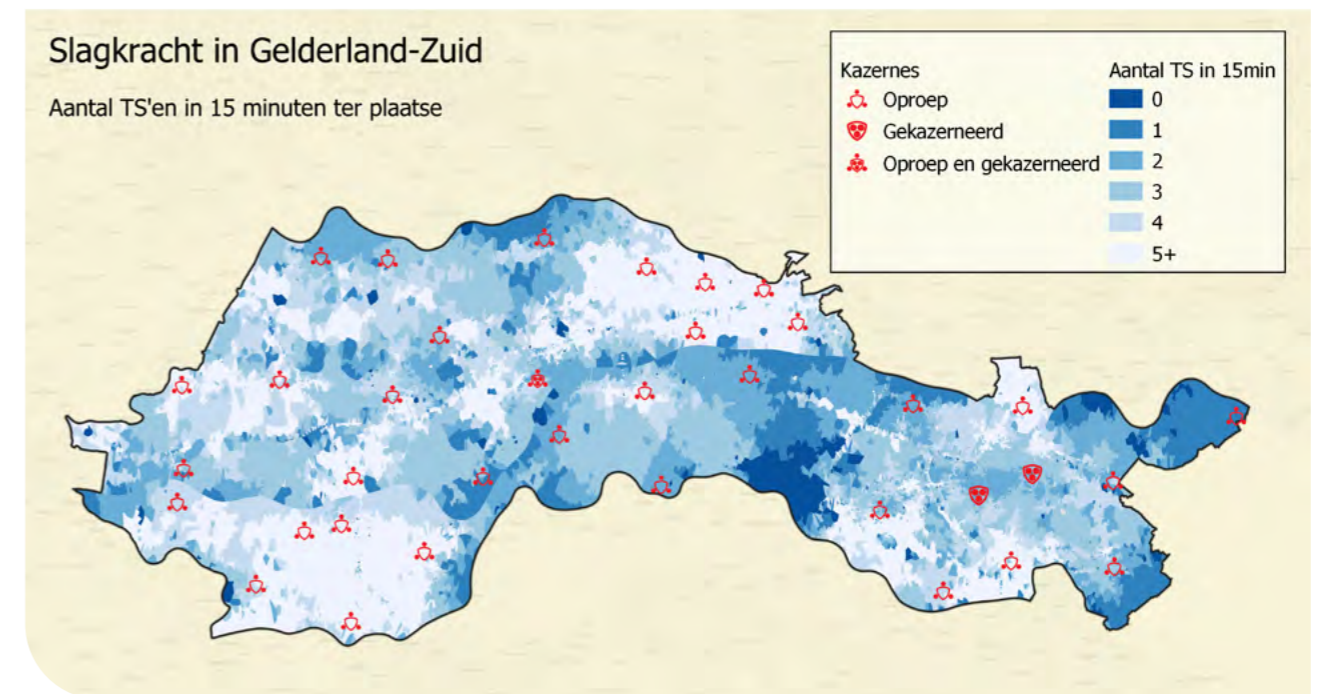 Slagkracht in Gelderland-Zuid
Aantal TS'en in 15 minuten ter plaatse
Kazernes
Oproep
Gekazerneerd
Oproep en gekazerneerd
Aantal TS in 15min
0
1
2
3
4
5+